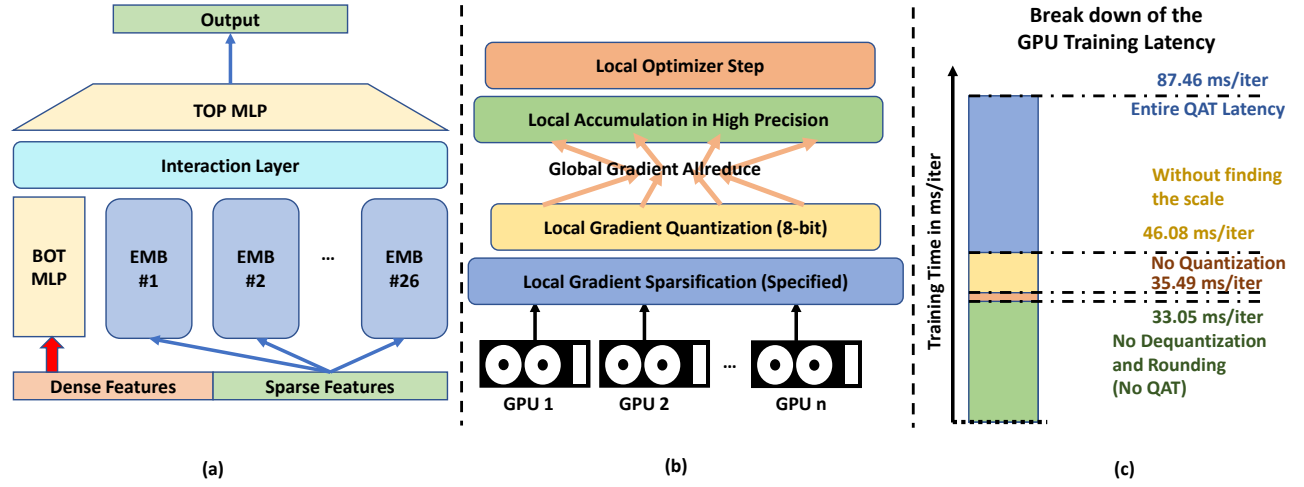 Output
TOP MLP
Interaction Layer
BOT
MLP
EMB
#1
EMB
#2
...
EMB
#26
Dense Features
Sparse Features
(a)
Local Optimizer Step
Local Accumulation in High Precision
Global Gradient Allreduce
Local Gradient Quantization (8-bit)
Local Gradient Sparsification (Specified)
...
GPU 1
GPU 2
GPU n
(b)
Break down of the
GPU Training Latency
Training Time in ms/iter
87.46 ms/iter
Entire QAT Latency
Without finding
the scale
46.08 ms/iter
No Quantization
35.49 ms/iter
33.05 ms/iter
No Dequantization
and Rounding
(No QAT)
(c)